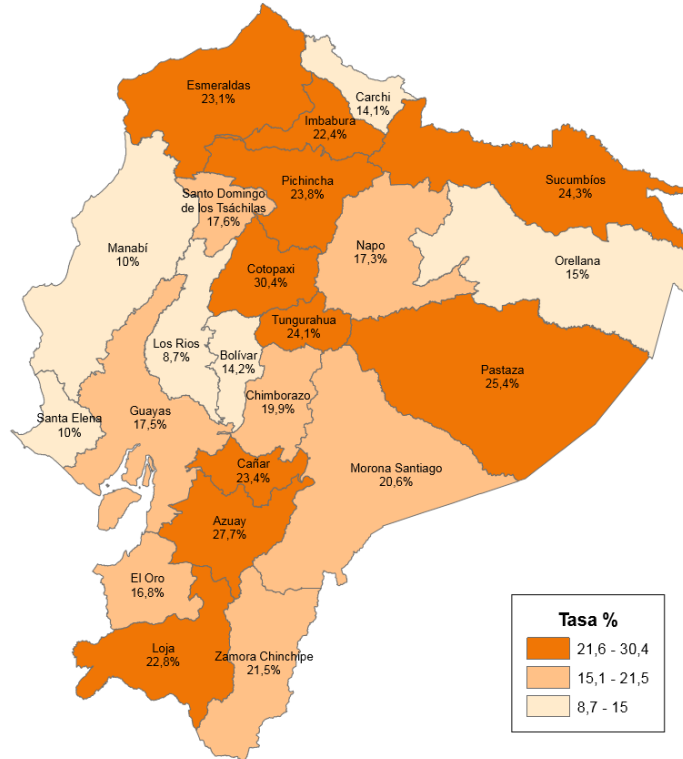 Esmeraldas
23,1%
Carchi
14,1%
Imbabura
22,4%
Pichincha
23,8%
Sucumbíos
24,3%
Santo Domingo
de los Tsáchilas
17,6%
Manabí
10%
Napo
17,3%
Orellana
15%
Cotopaxi
30,4%
Tungurahua
24,1%
Los Rios
8,7%
Bolívar
14,2%
Pastaza
25,4%
Chimborazo
19,9%
Guayas
17,5%
Santa Elena
10%
Cañar
23,4%
Morona Santiago
20,6%
Azuay
27,7%
El Oro
16,8%
Loja
22,8%
Zamora Chinchipe
21,5%
Tasa %
21,6 - 30,4
15,1 - 21,5
8,7 - 15